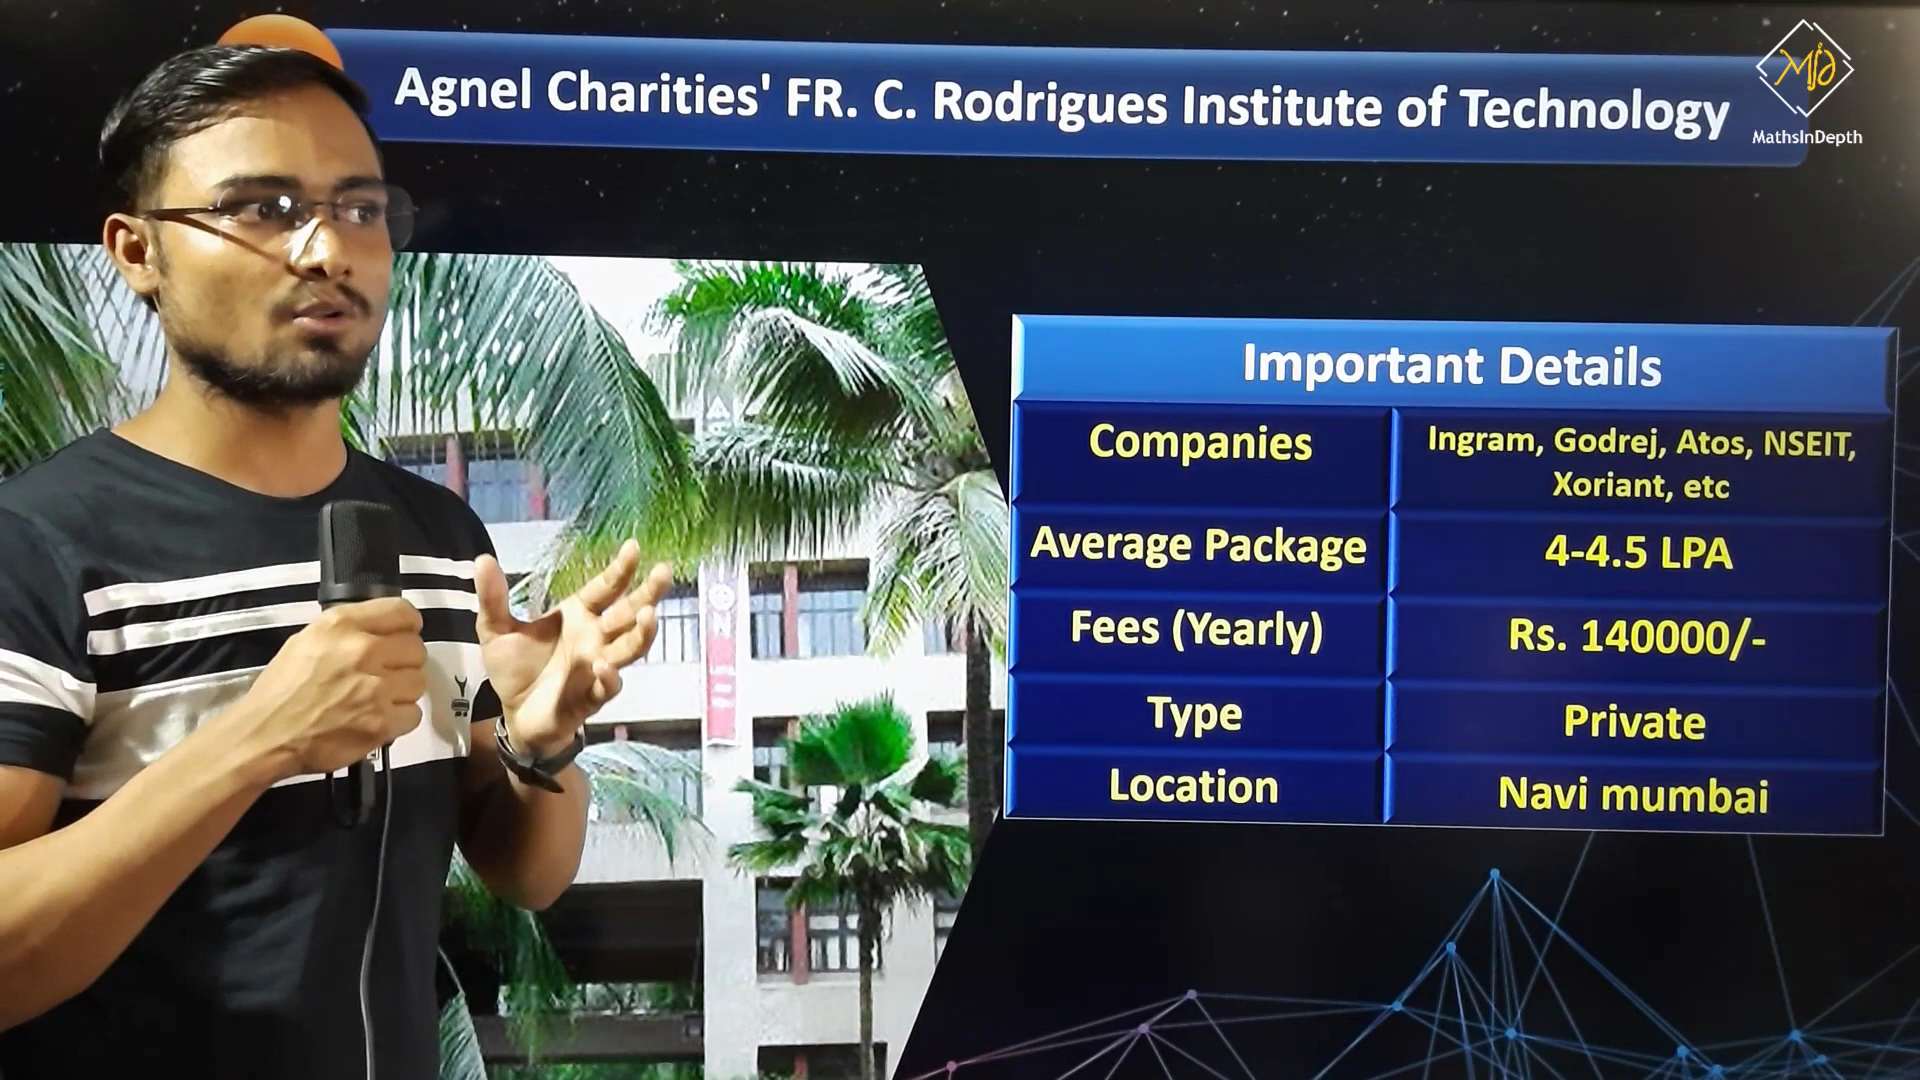 Agnel Charities' FR. C. Rodrigues Institute of Technology
MathsInDepth
Important Details
Companies
Ingram, Godrej, Atos, NSEIT,
Xoriant, etc
Average Package
4-4.5 LPA
Fees (Yearly)
Rs. 140000/-
Type
Private
Location
Navi mumbai